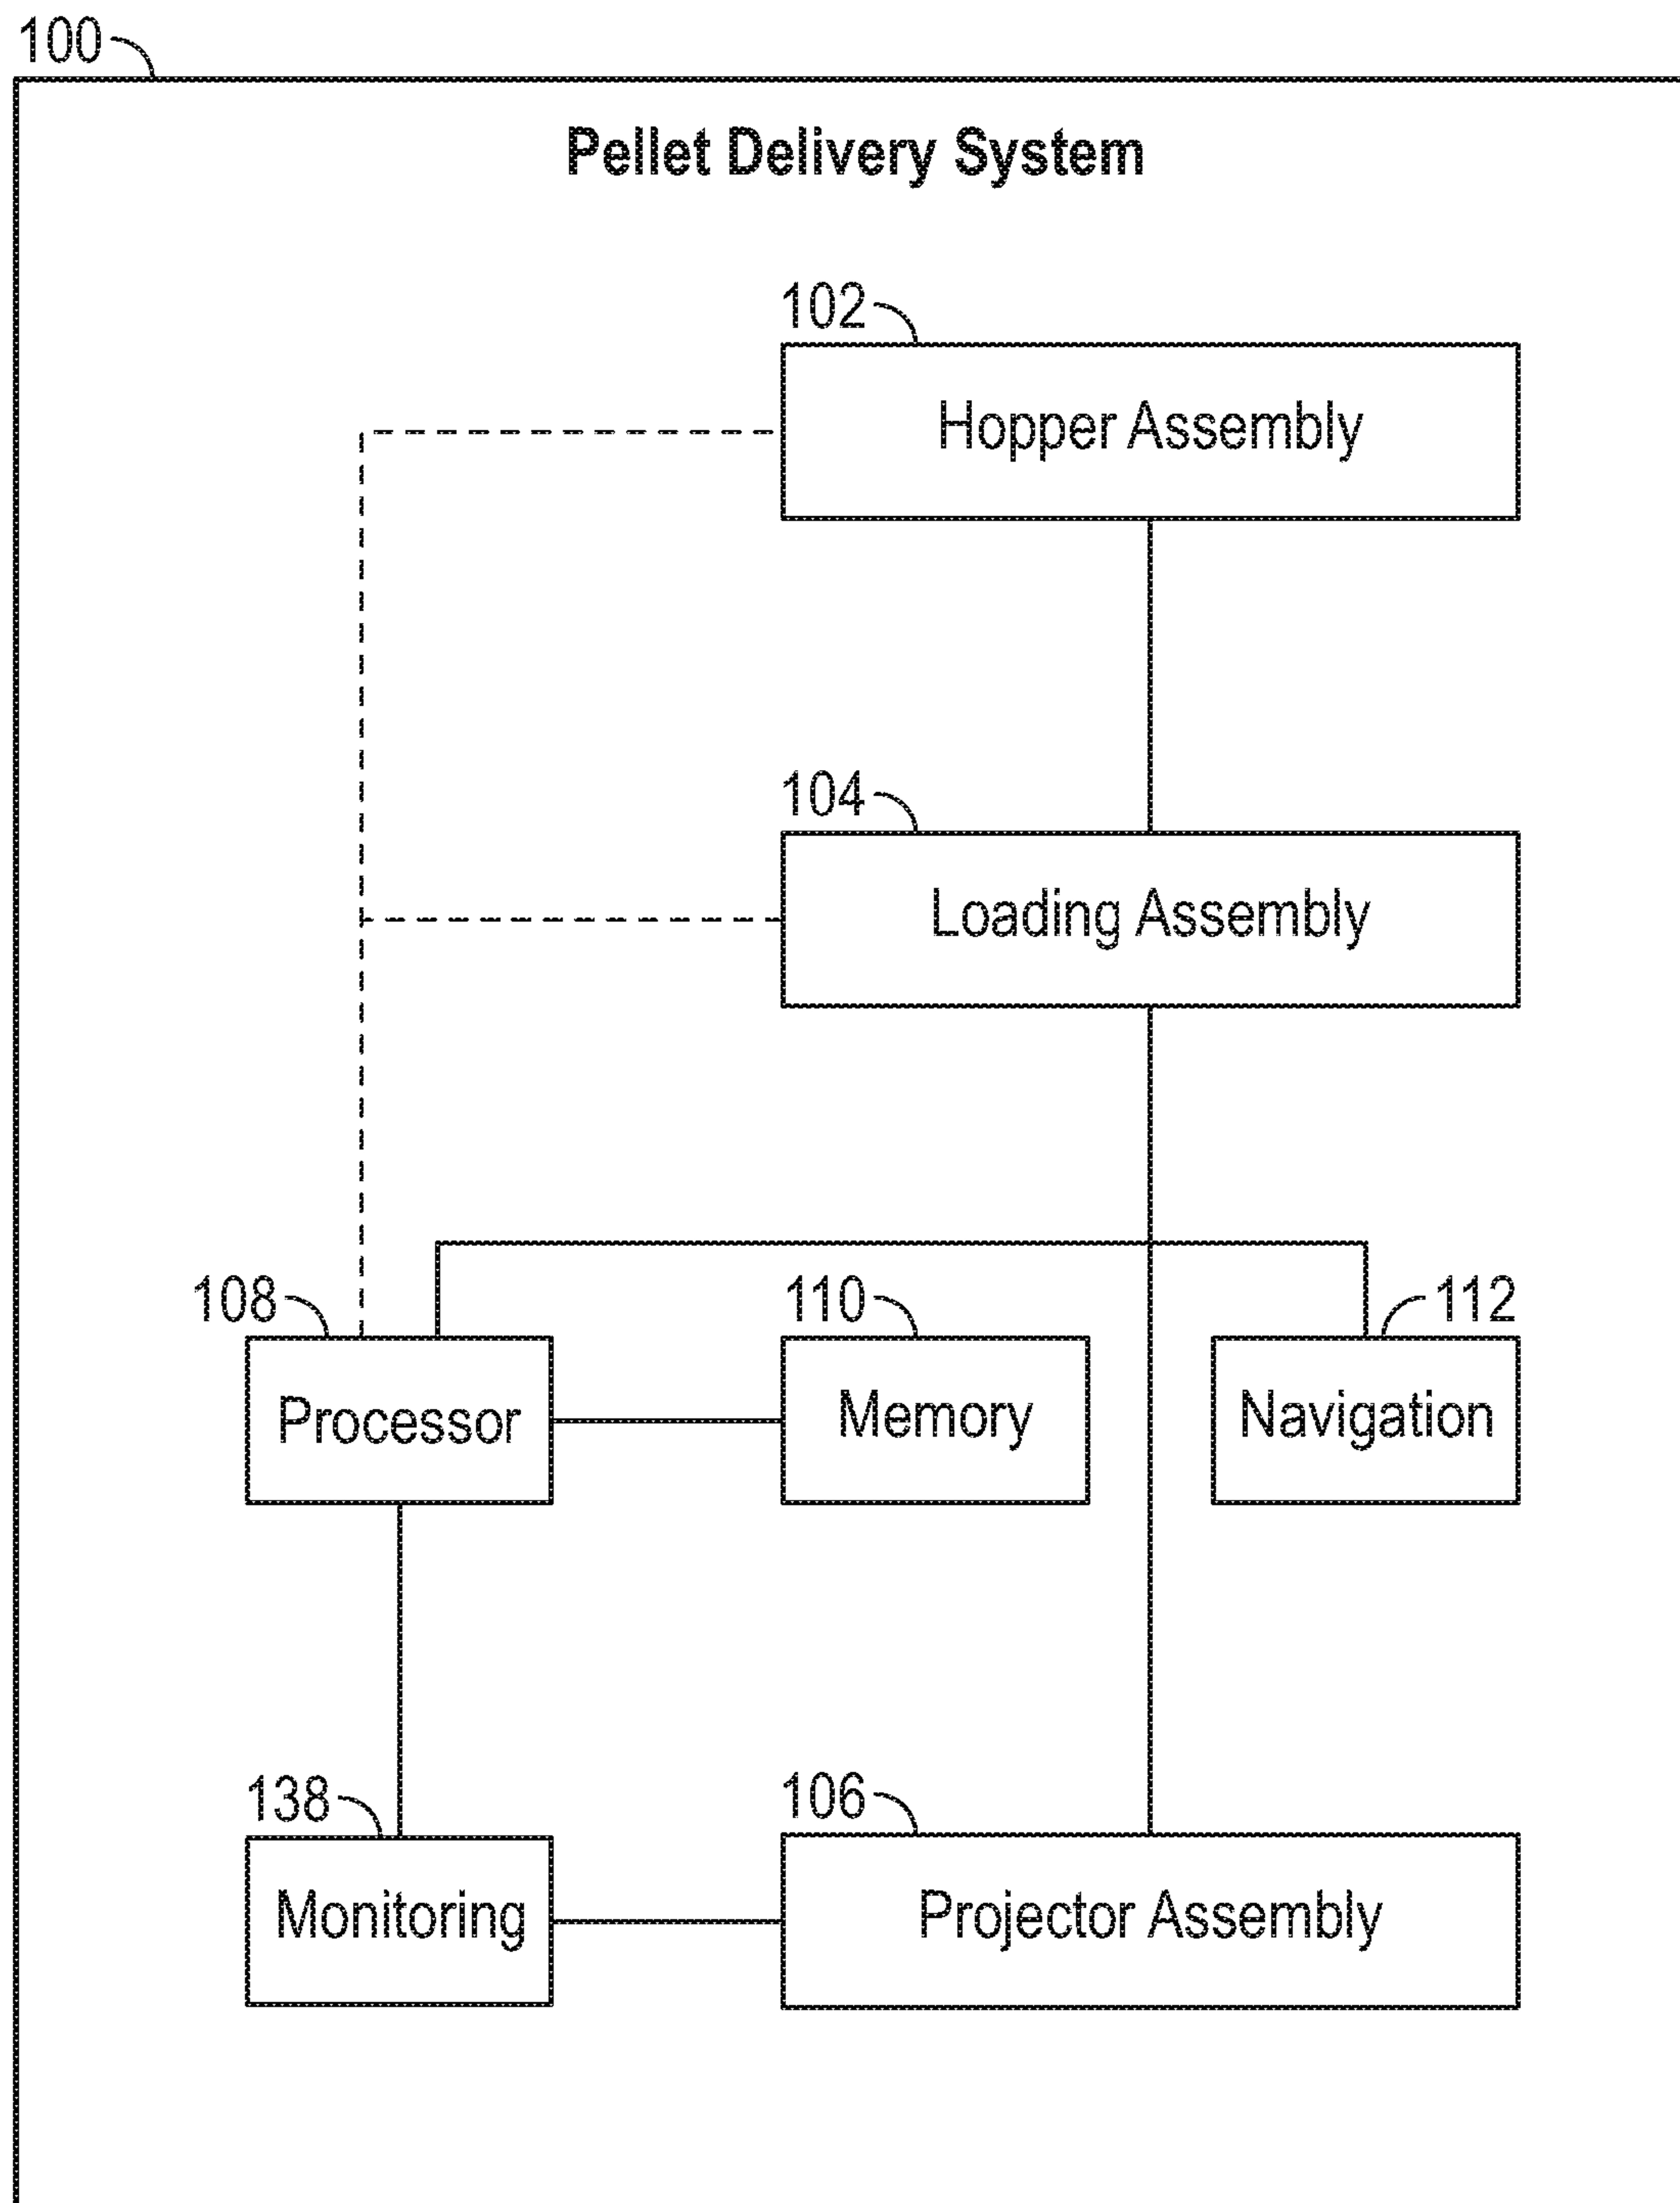 100
Pellet Delivery System
102
Hopper Assembly
104
Loading Assembly
108
110
112
Processor
Memory
Navigation
138
106
Monitoring
Projector Assembly